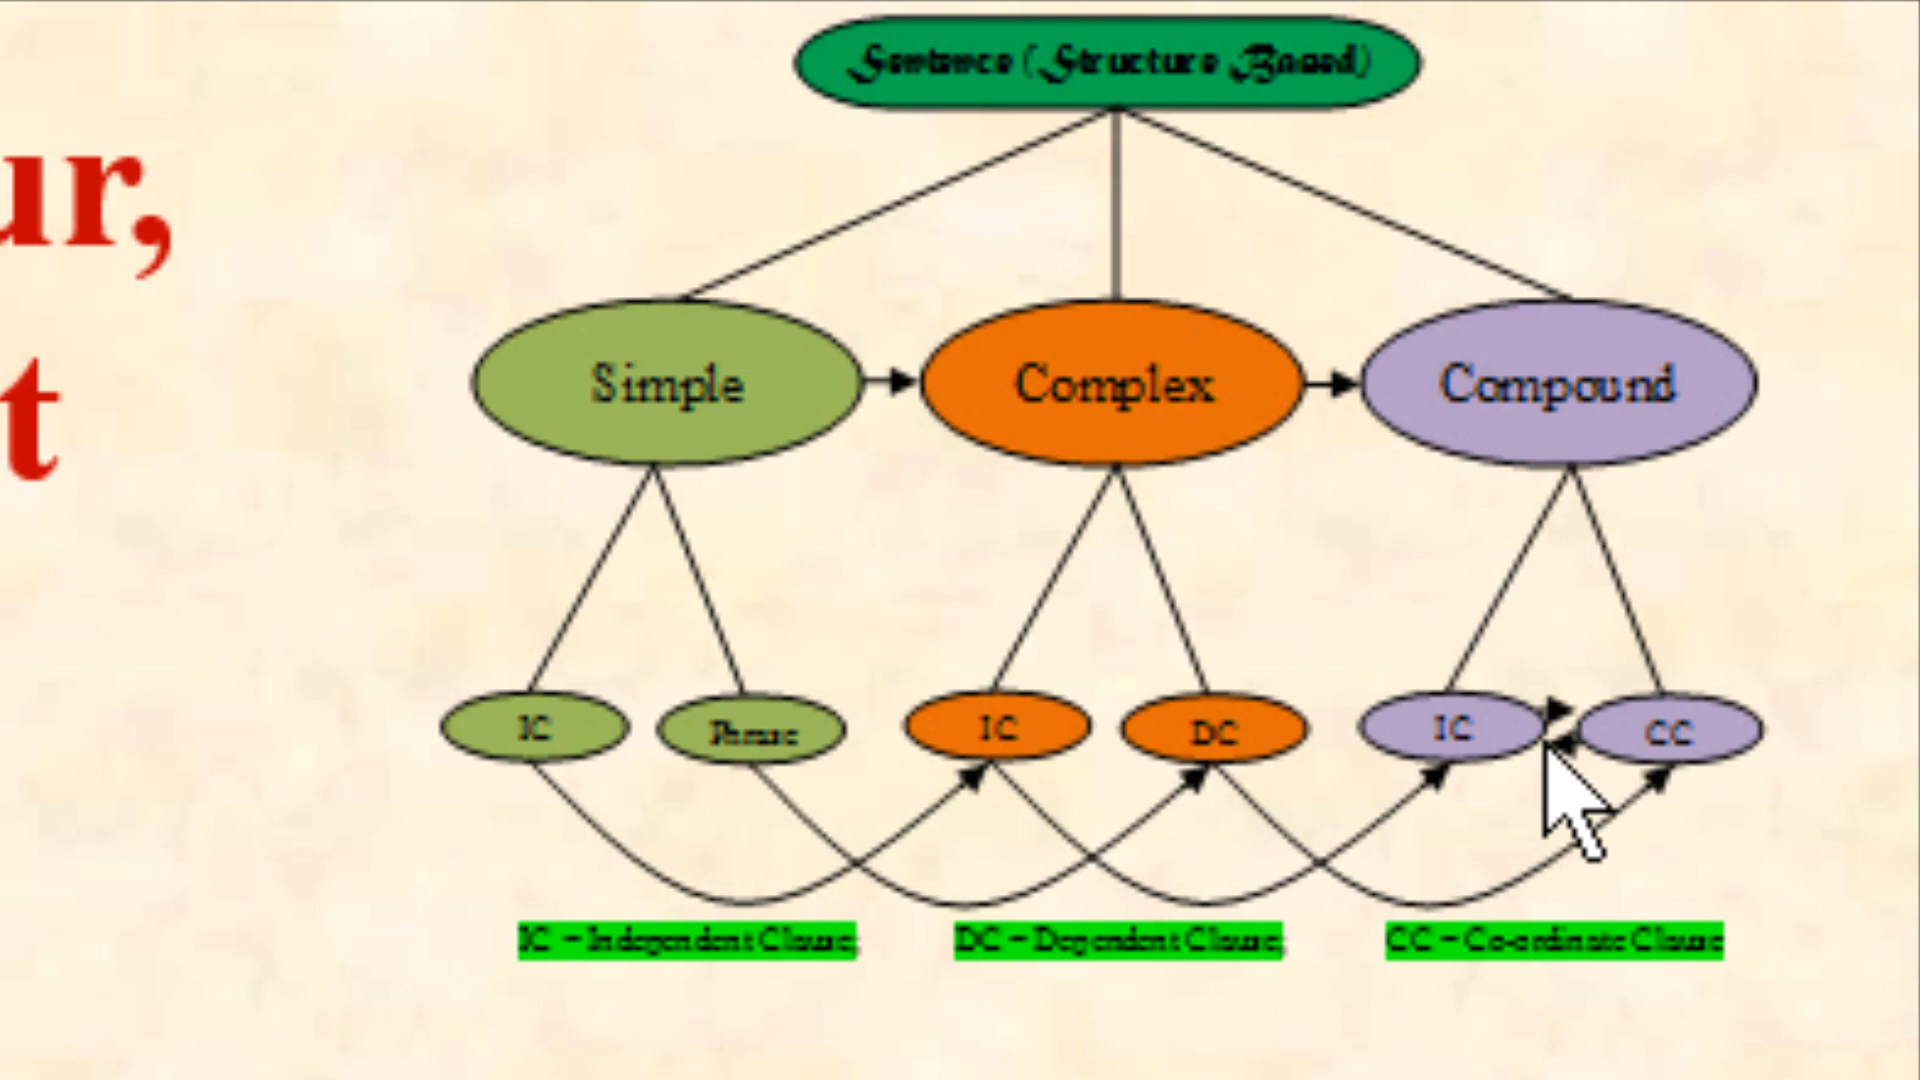 ur,
t
Sentence (Structure Based)
Simple
Complex
Compound
IC
Phrase
IC
DC
IC
CC
IC – Independent Clause,
DC – Dependent Clause,
CC – Co-ordinate Clause